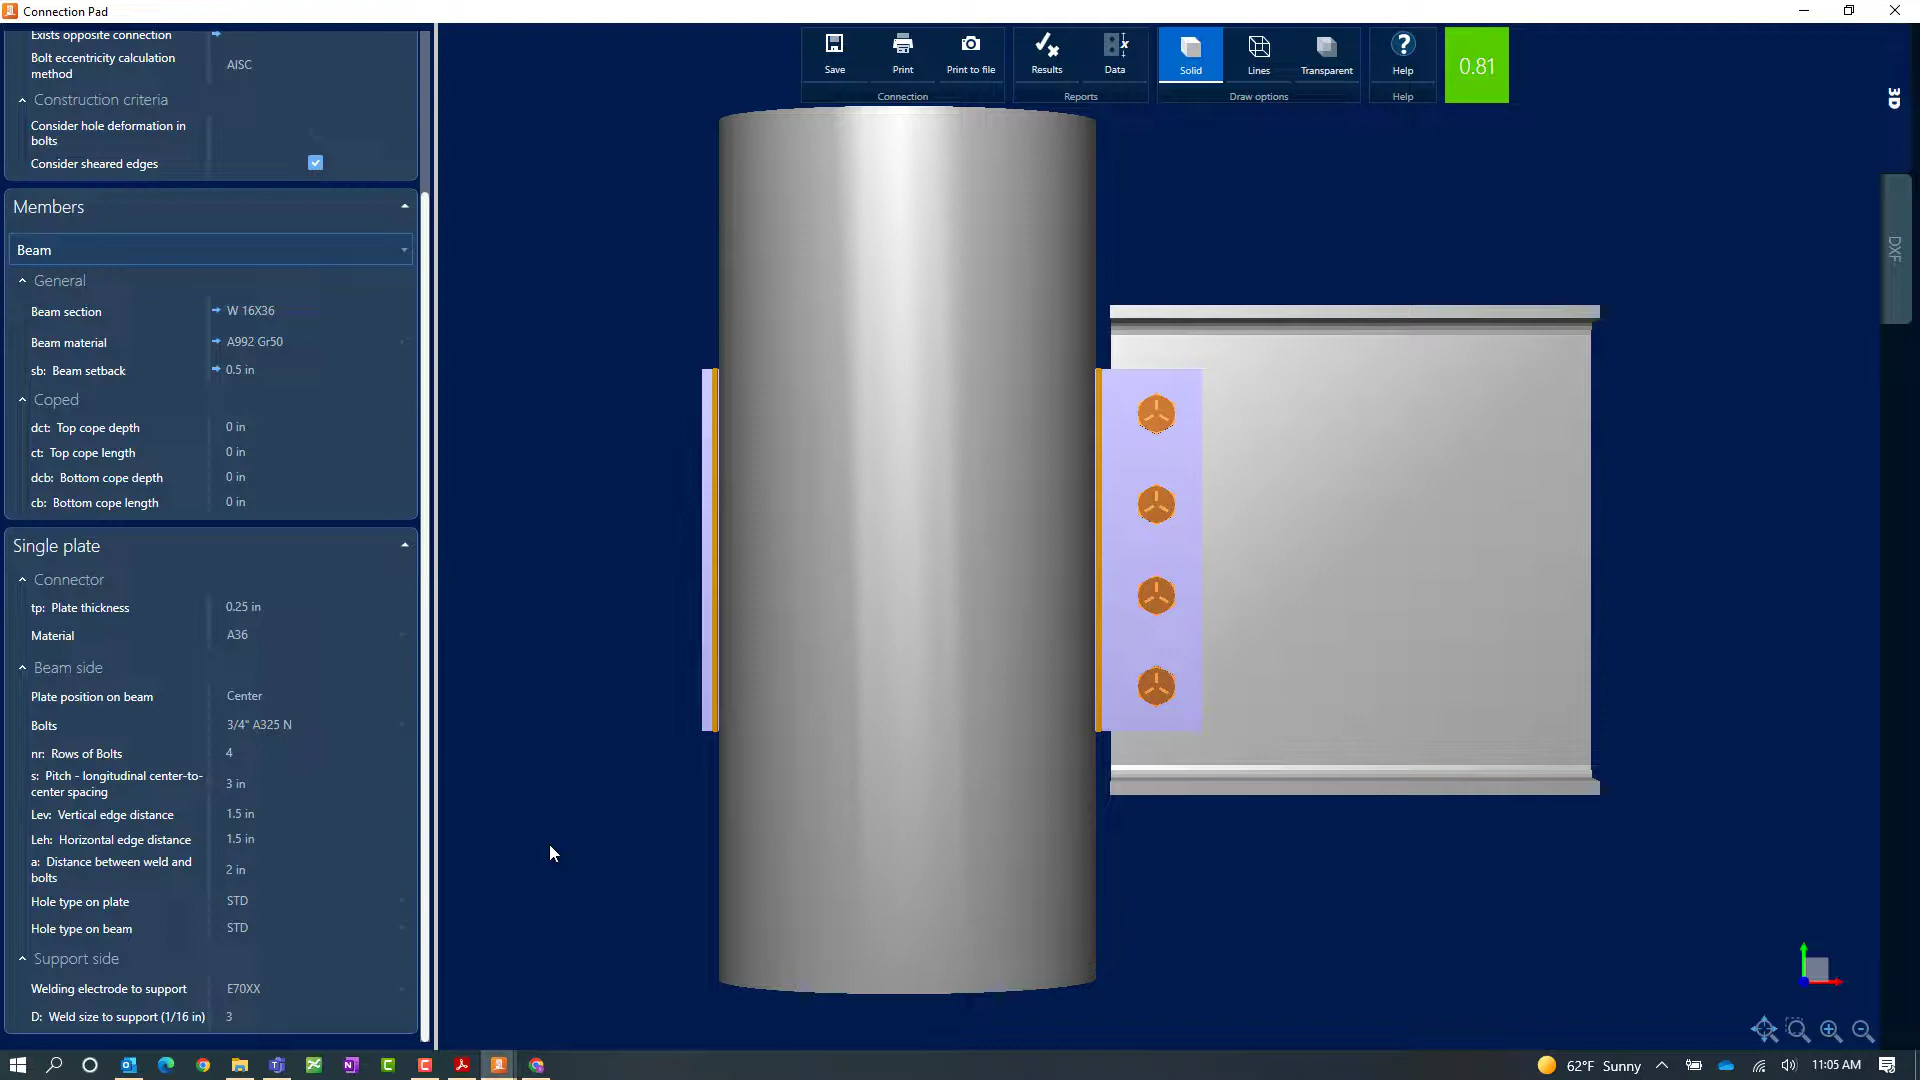 Connection Pad
Exists opposite connection
Bolt eccentricity calculation
method
AISC
Construction criteria
Consider hole deformation in
bolts
Consider sheared edges
Members
Beam
General
Beam section
W 16X36
Beam material
A992 Gr50
sb: Beam setback
0.5 in
Coped
dct: Top cope depth
0 in
ct: Top cope length
0 in
dcb: Bottom cope depth
0 in
cb: Bottom cope length
0 in
Single plate
Connector
tp: Plate thickness
0.25 in
Material
A36
Beam side
Plate position on beam
Center
Bolts
3/4" A325 N
nr: Rows of Bolts
4
s: Pitch - longitudinal center-to-
center spacing
3 in
Lev: Vertical edge distance
1.5 in
Leh: Horizontal edge distance
1.5 in
a: Distance between weld and
bolts
2 in
Hole type on plate
STD
Hole type on beam
STD
Support side
Welding electrode to support
E70XX
D: Weld size to support (1/16 in)
3
Save
Print
Print to file
Connection
Results
Data
Reports
Solid
Lines
Transparent
Draw options
Help
Help
0.81
3D
DXF
62°F Sunny
11:05 AM